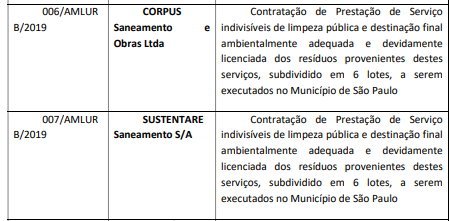 006/AMLUR
B/2019
CORPUS
Saneamento e
Obras Ltda
Contratação de Prestação de Serviço
indivisíveis de limpeza pública e destinação final
ambientalmente adequada e devidamente
licenciada dos resíduos provenientes destes
serviços, subdividido em 6 lotes, a serem
executados no Município de São Paulo
007/AMLUR
B/2019
SUSTENTARE
Saneamento S/A
Contratação de Prestação de Serviço
indivisíveis de limpeza pública e destinação final
ambientalmente adequada e devidamente
licenciada dos resíduos provenientes destes
serviços, subdividido em 6 lotes, a serem
executados no Município de São Paulo